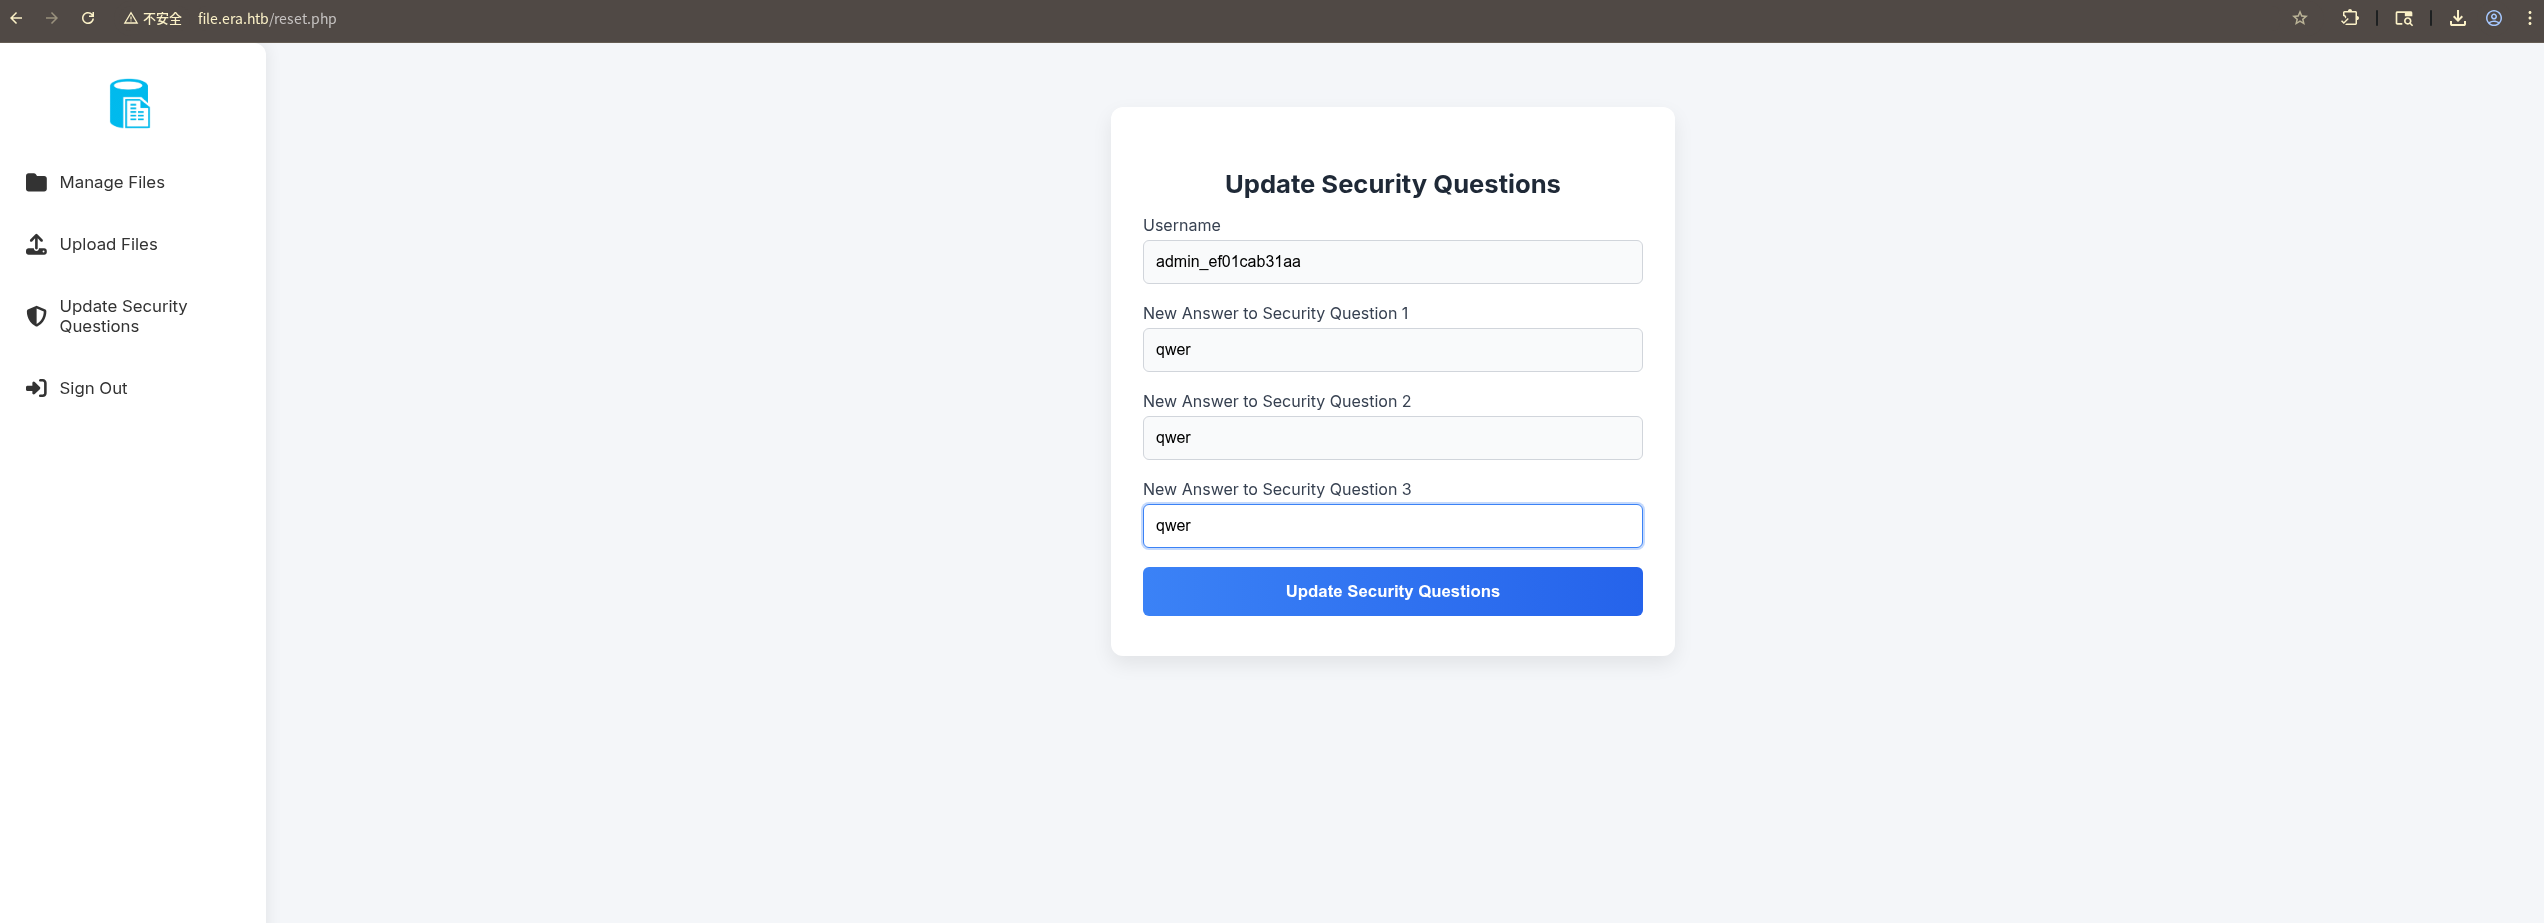 不安全 file.era.htb/reset.php
Manage Files
Upload Files
Update Security
Questions
Sign Out
Update Security Questions
Username
admin_ef01cab31aa
New Answer to Security Question 1
qwer
New Answer to Security Question 2
qwer
New Answer to Security Question 3
qwer
Update Security Questions